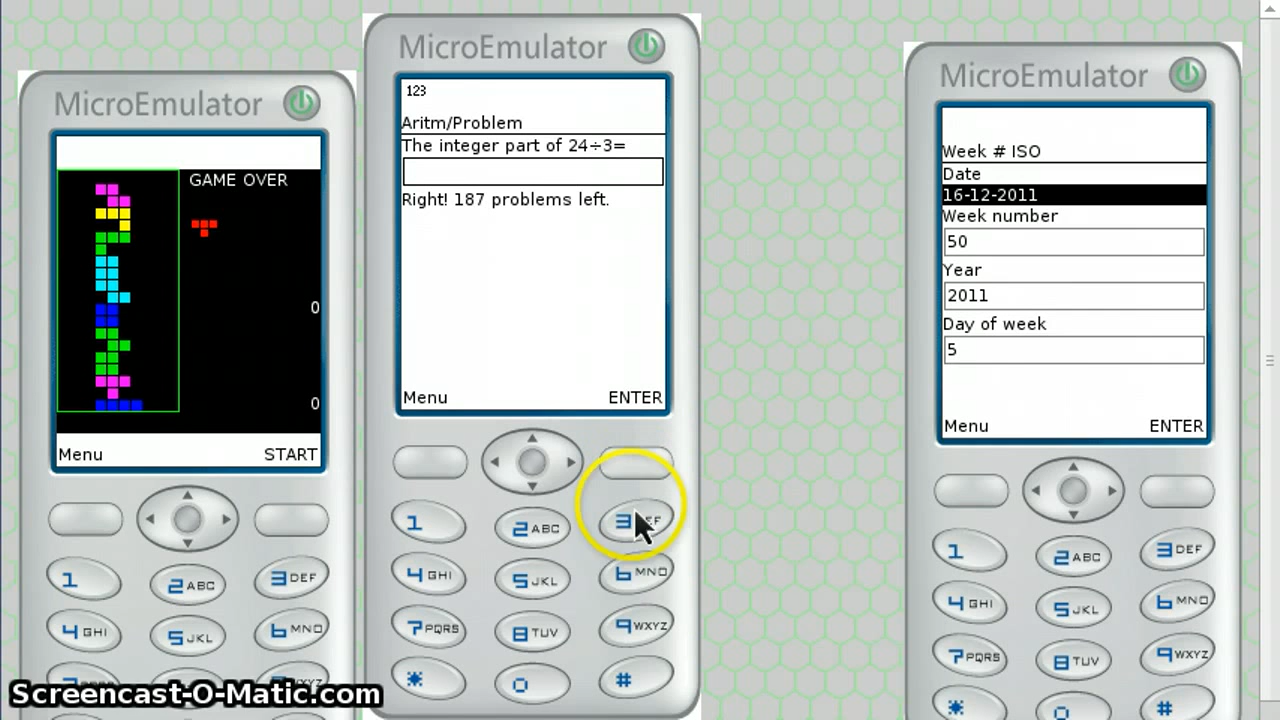 MicroEmulator
GAME OVER
0
0
Menu START
1 2ABC 3DEF
4GHI 5JKL 6MNO
MicroEmulator
123
Aritm/Problem
The integer part of 24÷3=
Right! 187 problems left.
Menu ENTER
1 2ABC 3 EF
4GHI 5JKL 6MNO
7PQRS 8TUV 9WXYZ
* 0 #
MicroEmulator
Week # ISO
Date
16-12-2011
Week number
50
Year
2011
Day of week
5
Menu ENTER
1 2ABC 3DEF
4GHI 5JKL 6MNO
7PQRS 8TUV 9WXYZ
* 0 #
Screencast-O-Matic.com